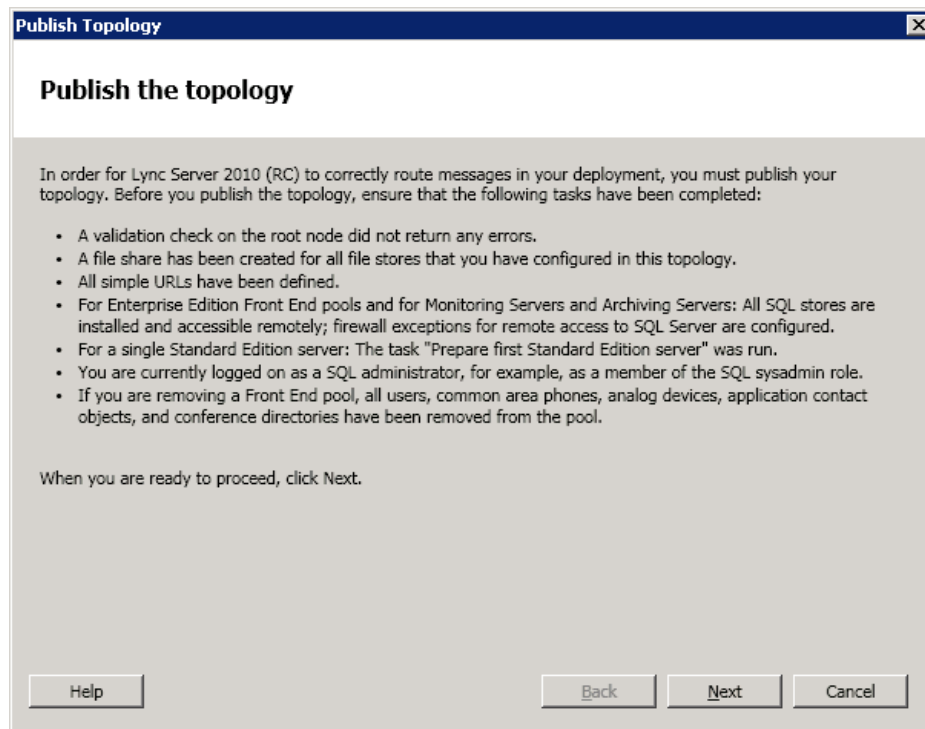 Publish Topology
Publish the topology
In order for Lync Server 2010 (RC) to correctly route messages in your deployment, you must publish your
topology. Before you publish the topology, ensure that the following tasks have been completed:
• A validation check on the root node did not return any errors.
• A file share has been created for all file stores that you have configured in this topology.
• All simple URLs have been defined.
• For Enterprise Edition Front End pools and for Monitoring Servers and Archiving Servers: All SQL stores are
installed and accessible remotely; firewall exceptions for remote access to SQL Server are configured.
• For a single Standard Edition server: The task "Prepare first Standard Edition server" was run.
• You are currently logged on as a SQL administrator, for example, as a member of the SQL sysadmin role.
• If you are removing a Front End pool, all users, common area phones, analog devices, application contact
objects, and conference directories have been removed from the pool.
When you are ready to proceed, click Next.
Help Back Next Cancel